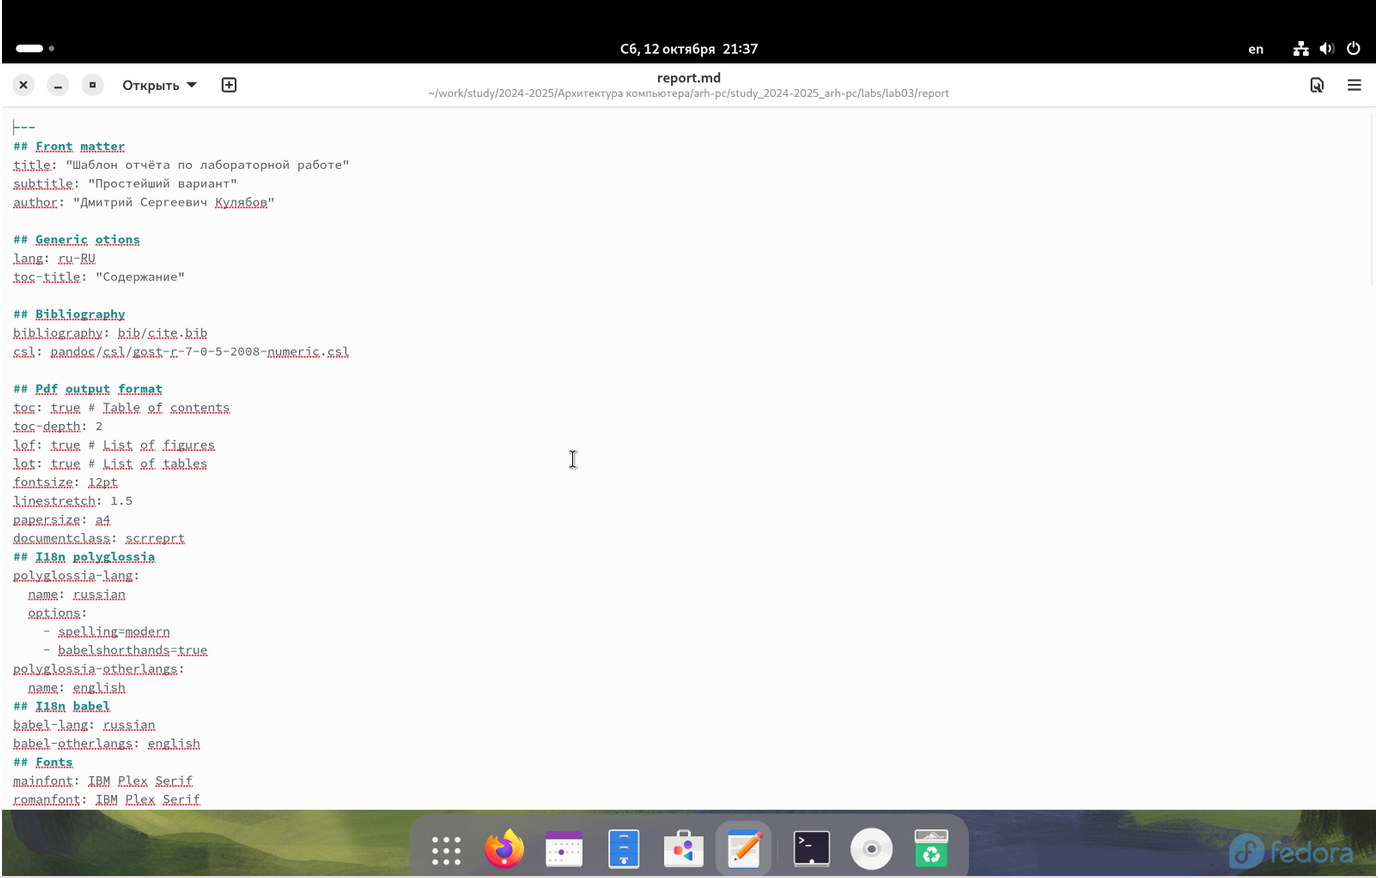 Сб, 12 октября 21:37
en
Открыть
report.md
~/work/study/2024-2025/Архитектура компьютера/arh-pc/study_2024-2025_arh-pc/labs/lab03/report
---
## Front matter
title: "Шаблон отчёта по лабораторной работе"
subtitle: "Простейший вариант"
author: "Дмитрий Сергеевич Кулябов"
## Generic otions
lang: ru-RU
toc-title: "Содержание"
## Bibliography
bibliography: bib/cite.bib
csl: pandoc/csl/gost-r-7-0-5-2008-numeric.csl
## Pdf output format
toc: true # Table of contents
toc-depth: 2
lof: true # List of figures
lot: true # List of tables
fontsize: 12pt
linestretch: 1.5
papersize: a4
documentclass: scrreprt
## I18n polyglossia
polyglossia-lang:
  name: russian
  options:
    - spelling=modern
    - babelshorthands=true
polyglossia-otherlangs:
  name: english
## I18n babel
babel-lang: russian
babel-otherlangs: english
## Fonts
mainfont: IBM Plex Serif
romanfont: IBM Plex Serif
>_
fedora